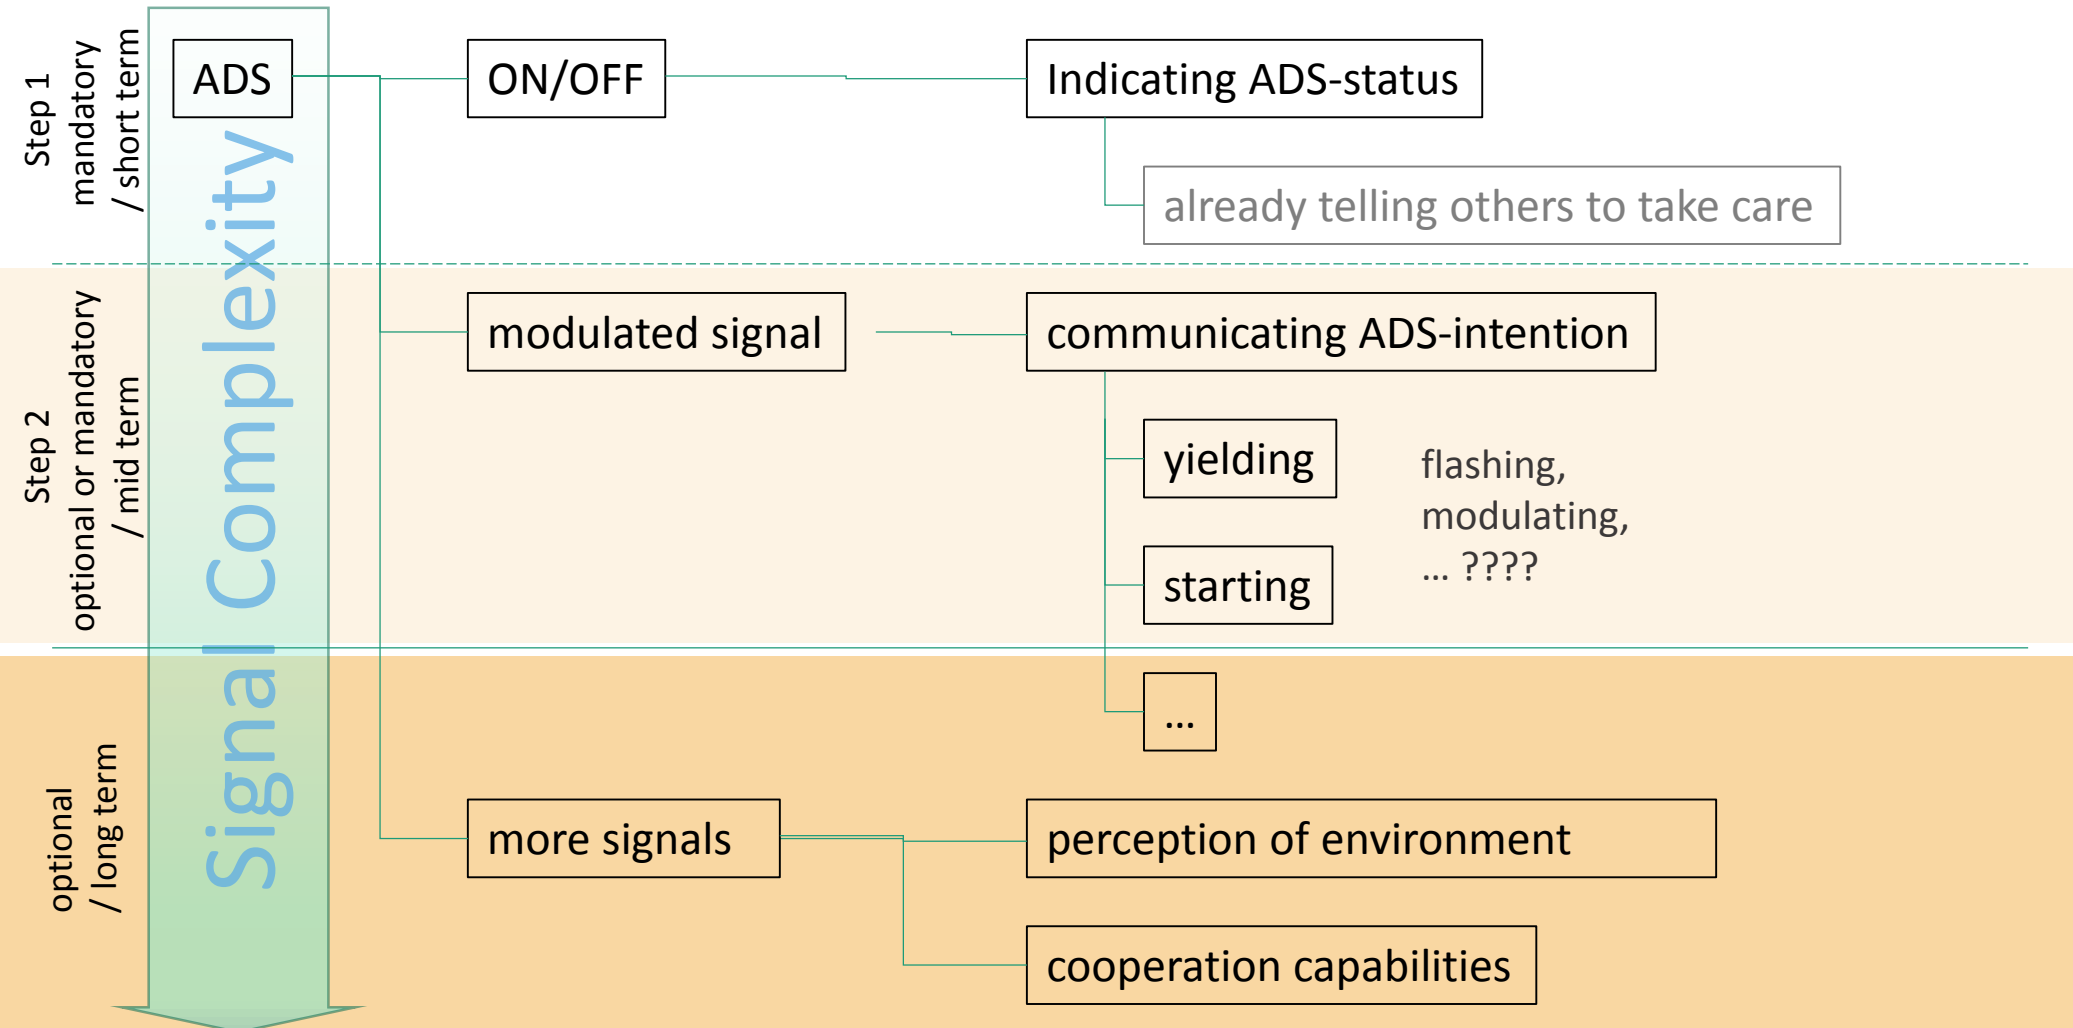 Step 1
mandatory
/ short term
ADS
ON/OFF
Indicating ADS-status
already telling others to take care
Signal Complexity
Step 2
optional or mandatory
/ mid term
modulated signal
communicating ADS-intention
yielding
flashing,
modulating,
... ????
starting
...
optional
/ long term
more signals
perception of environment
cooperation capabilities